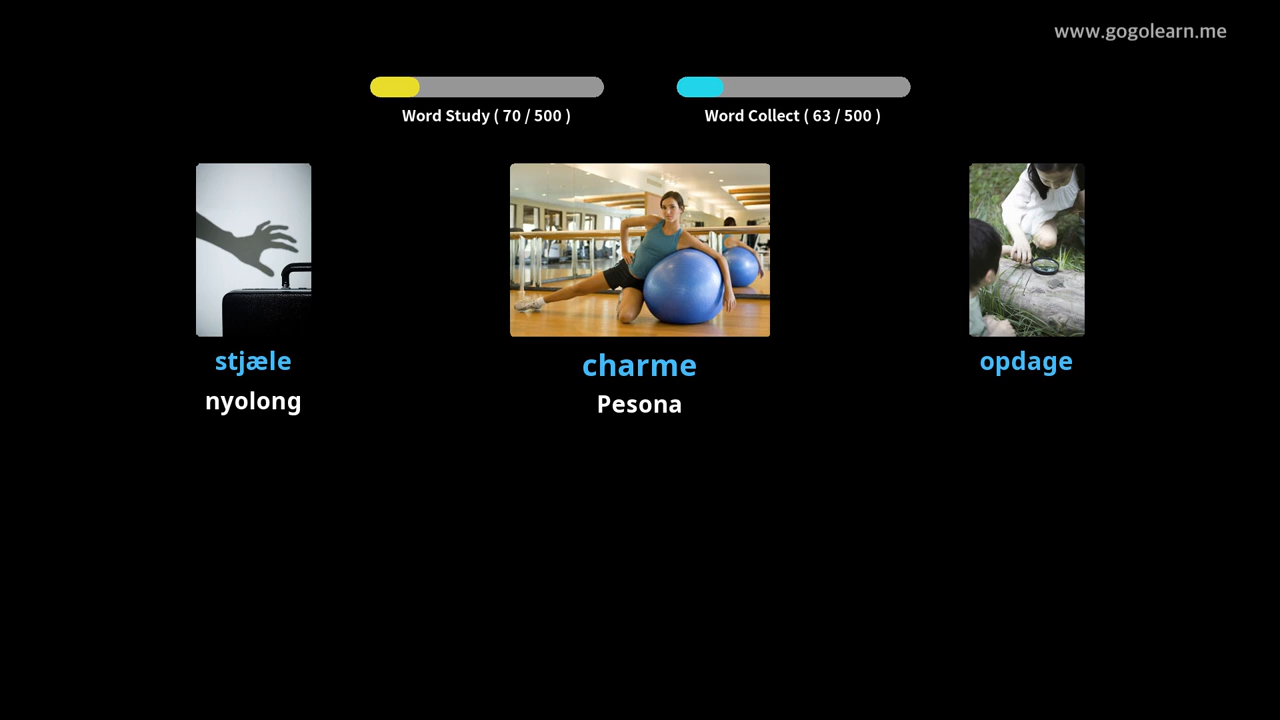 www.gogolearn.me
Word Study ( 70 / 500 )
Word Collect ( 63 / 500 )
stjæle
nyolong
charme
Pesona
opdage